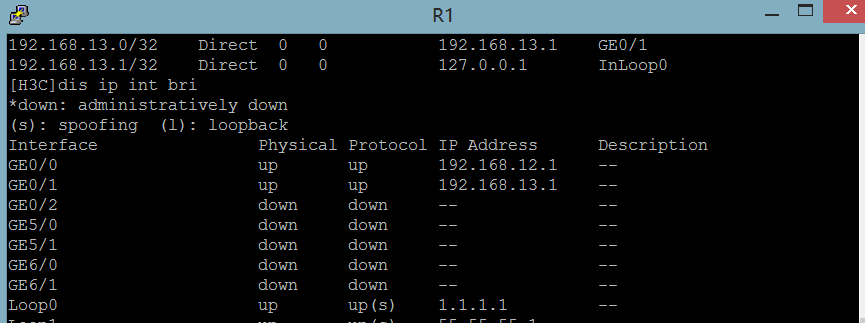 R1
192.168.13.0/32 Direct 0 0 192.168.13.1 GE0/1
192.168.13.1/32 Direct 0 0 127.0.0.1 InLoop0
[H3C]dis ip int bri
*down: administratively down
(s): spoofing (l): loopback
Interface Physical Protocol IP Address Description
GE0/0 up up 192.168.12.1 --
GE0/1 up up 192.168.13.1 --
GE0/2 down down -- --
GE5/0 down down -- --
GE5/1 down down -- --
GE6/0 down down -- --
GE6/1 down down -- --
Loop0 up up(s) 1.1.1.1 --